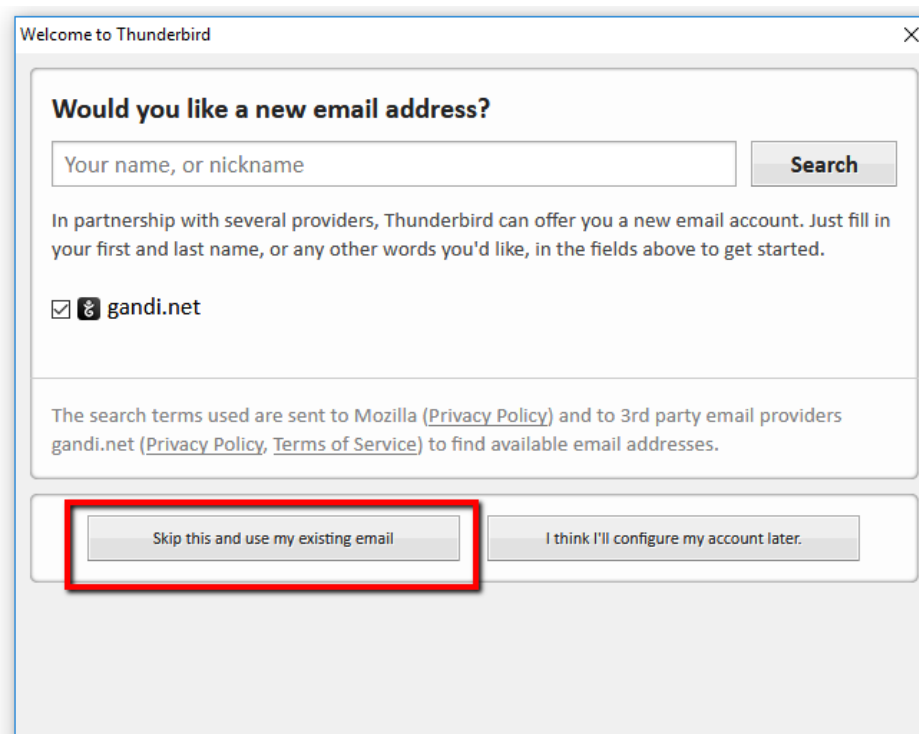 Welcome to Thunderbird
Would you like a new email address?
Your name, or nickname
Search
In partnership with several providers, Thunderbird can offer you a new email account. Just fill in
your first and last name, or any other words you'd like, in the fields above to get started.
gandi.net
The search terms used are sent to Mozilla (Privacy Policy) and to 3rd party email providers
gandi.net (Privacy Policy, Terms of Service) to find available email addresses.
Skip this and use my existing email
I think I'll configure my account later.